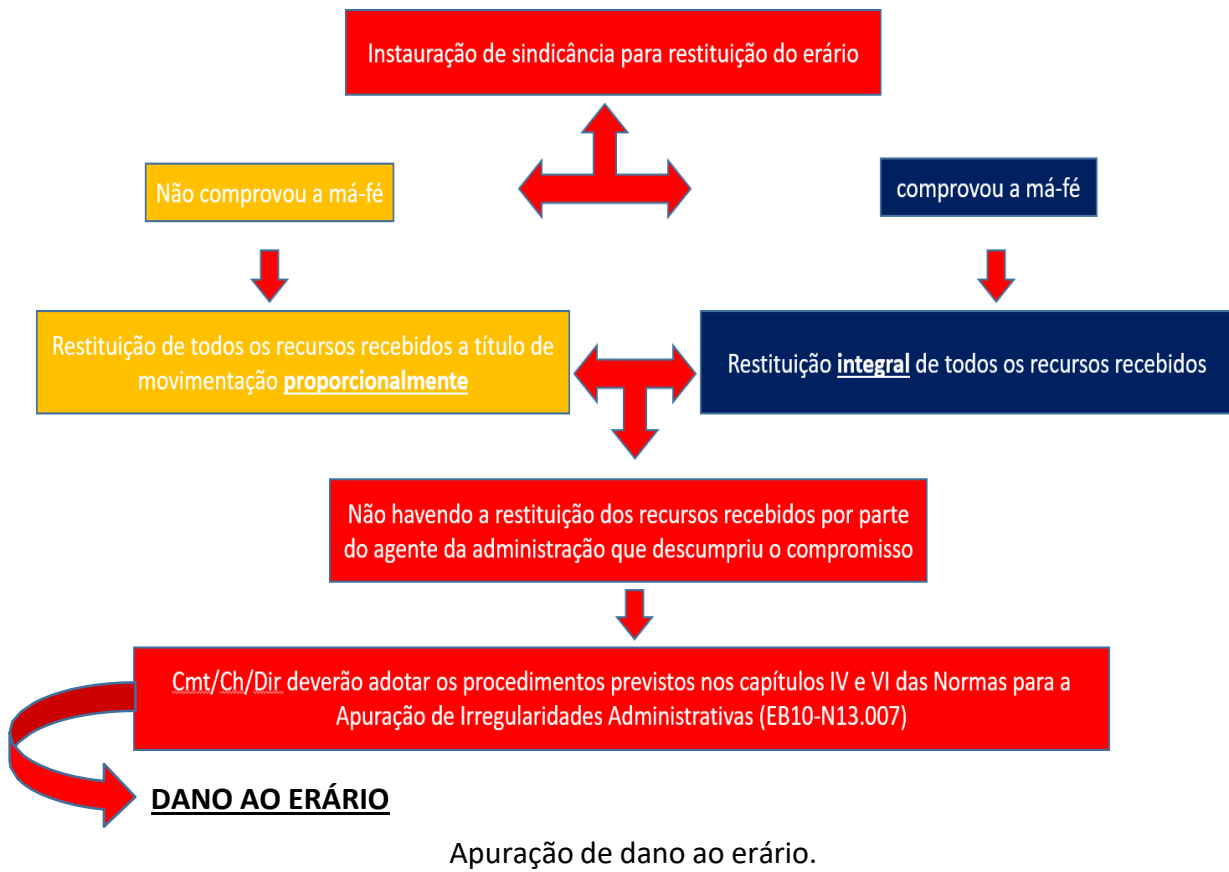 Instauração de sindicância para restituição do erário
Não comprovou a má-fé
comprovou a má-fé
Restituição de todos os recursos recebidos a título de
movimentação proporcionalmente
Restituição integral de todos os recursos recebidos
Não havendo a restituição dos recursos recebidos por parte
do agente da administração que descumpriu o compromisso
Cmt/Ch/Dir deverão adotar os procedimentos previstos nos capítulos IV e VI das Normas para a
Apuração de Irregularidades Administrativas (EB10-N13.007)
DANO AO ERÁRIO
Apuração de dano ao erário.